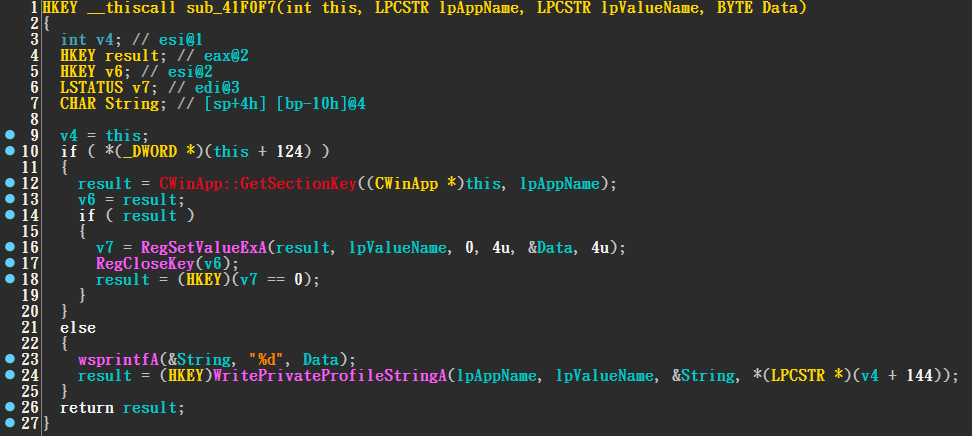 1 HKEY __thiscall sub_41F0F7(int this, LPCSTR lpAppName, LPCSTR lpValueName, BYTE Data)
2 {
3   int v4; // esi@1
4   HKEY result; // eax@2
5   HKEY v6; // esi@2
6   LSTATUS v7; // edi@3
7   CHAR String; // [sp+4h] [bp-10h]@4
8
9   v4 = this;
10   if ( *(_DWORD *)(this + 124) )
11   {
12     result = CWinApp::GetSectionKey((CWinApp *)this, lpAppName);
13     v6 = result;
14     if ( result )
15     {
16       v7 = RegSetValueExA(result, lpValueName, 0, 4u, &Data, 4u);
17       RegCloseKey(v6);
18       result = (HKEY)(v7 == 0);
19     }
20   }
21   else
22   {
23     wsprintfA(&String, "%d", Data);
24     result = (HKEY)WritePrivateProfileStringA(lpAppName, lpValueName, &String, *(LPCSTR *)(v4 + 144));
25   }
26   return result;
27 }